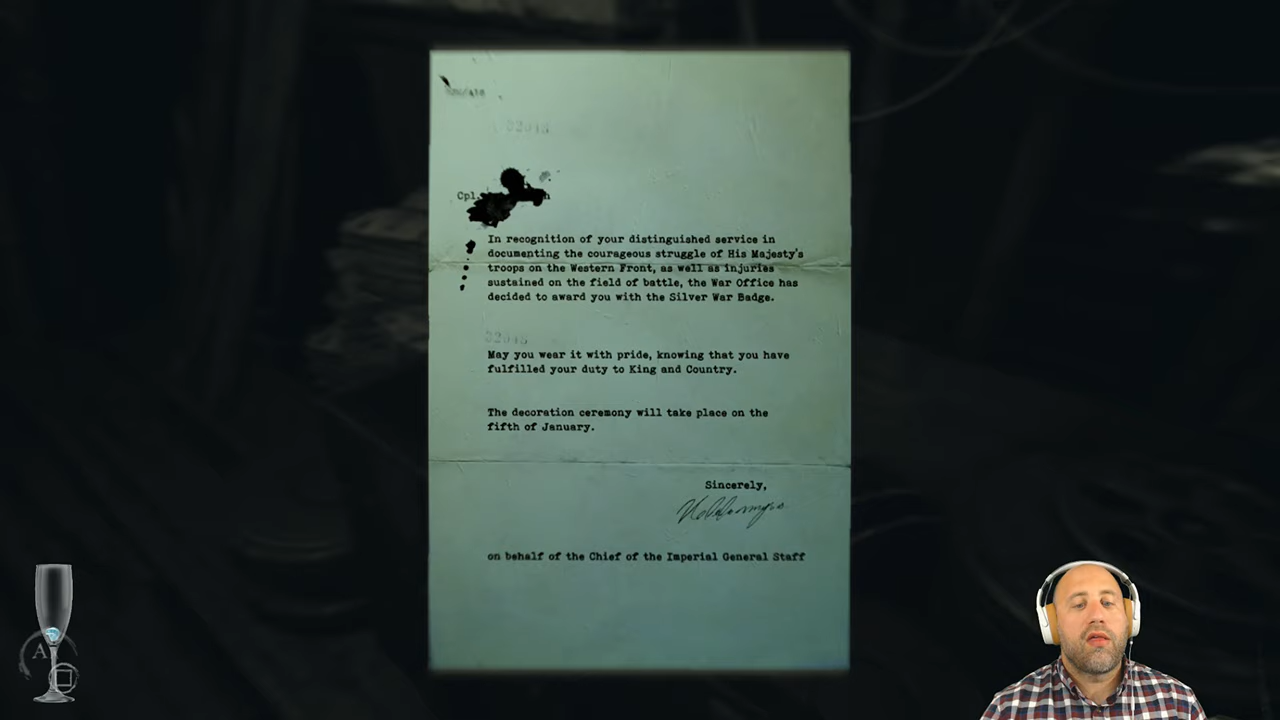 32048
Cpl.
In recognition of your distinguished service in
documenting the courageous struggle of His Majesty's
troops on the Western Front, as well as injuries
sustained on the field of battle, the War Office has
decided to award you with the Silver War Badge.
32048
May you wear it with pride, knowing that you have
fulfilled your duty to King and Country.
The decoration ceremony will take place on the
fifth of January.
Sincerely,
on behalf of the Chief of the Imperial General Staff
A